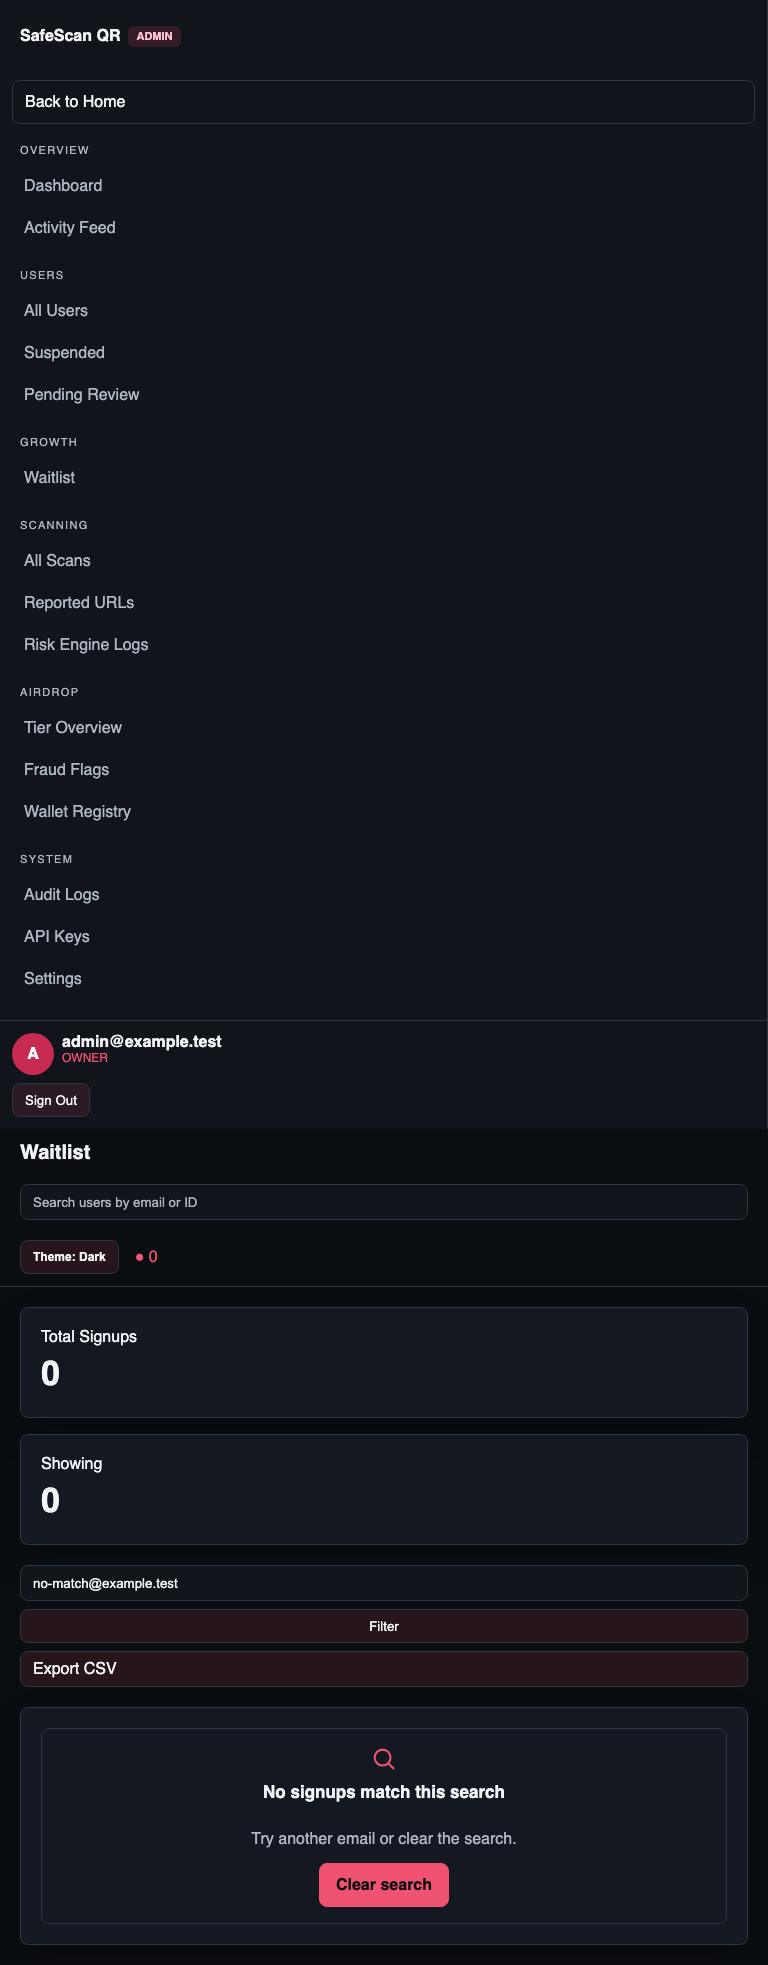 SafeScan QR ADMIN
Back to Home
OVERVIEW
Dashboard
Activity Feed
USERS
All Users
Suspended
Pending Review
GROWTH
Waitlist
SCANNING
All Scans
Reported URLs
Risk Engine Logs
AIRDROP
Tier Overview
Fraud Flags
Wallet Registry
SYSTEM
Audit Logs
API Keys
Settings
A
admin@example.test
OWNER
Sign Out
Waitlist
Search users by email or ID
Theme: Dark
0
Total Signups
0
Showing
0
no-match@example.test
Filter
Export CSV
No signups match this search
Try another email or clear the search.
Clear search